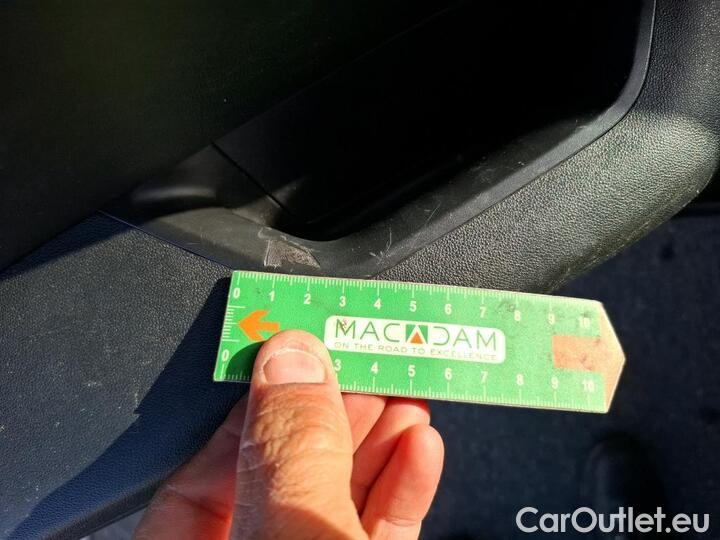 0 1 2 3 4 5 6 7 8 9 10
MACADAM
ON THE ROAD TO EXCELLENCE
0 3 4 5 6 7 8 9 10
CarOutlet.eu